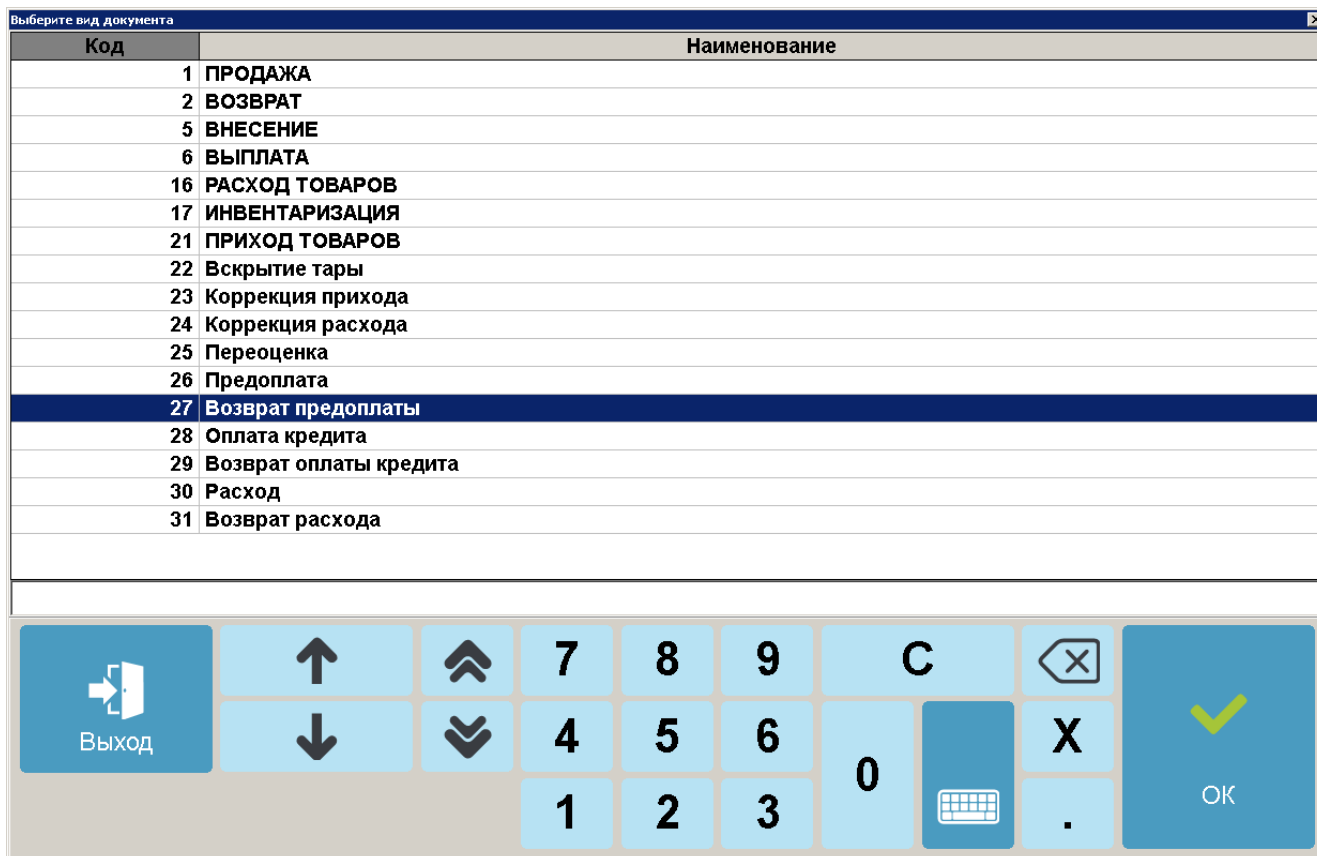 Выберите вид документа
Код Наименование
1 ПРОДАЖА
2 ВОЗВРАТ
5 ВНЕСЕНИЕ
6 ВЫПЛАТА
16 РАСХОД ТОВАРОВ
17 ИНВЕНТАРИЗАЦИЯ
21 ПРИХОД ТОВАРОВ
22 Вскрытие тары
23 Коррекция прихода
24 Коррекция расхода
25 Переоценка
26 Предоплата
27 Возврат предоплаты
28 Оплата кредита
29 Возврат оплаты кредита
30 Расход
31 Возврат расхода
7 8 9 C
Выход 4 5 6 0 X
1 2 3 . ОК